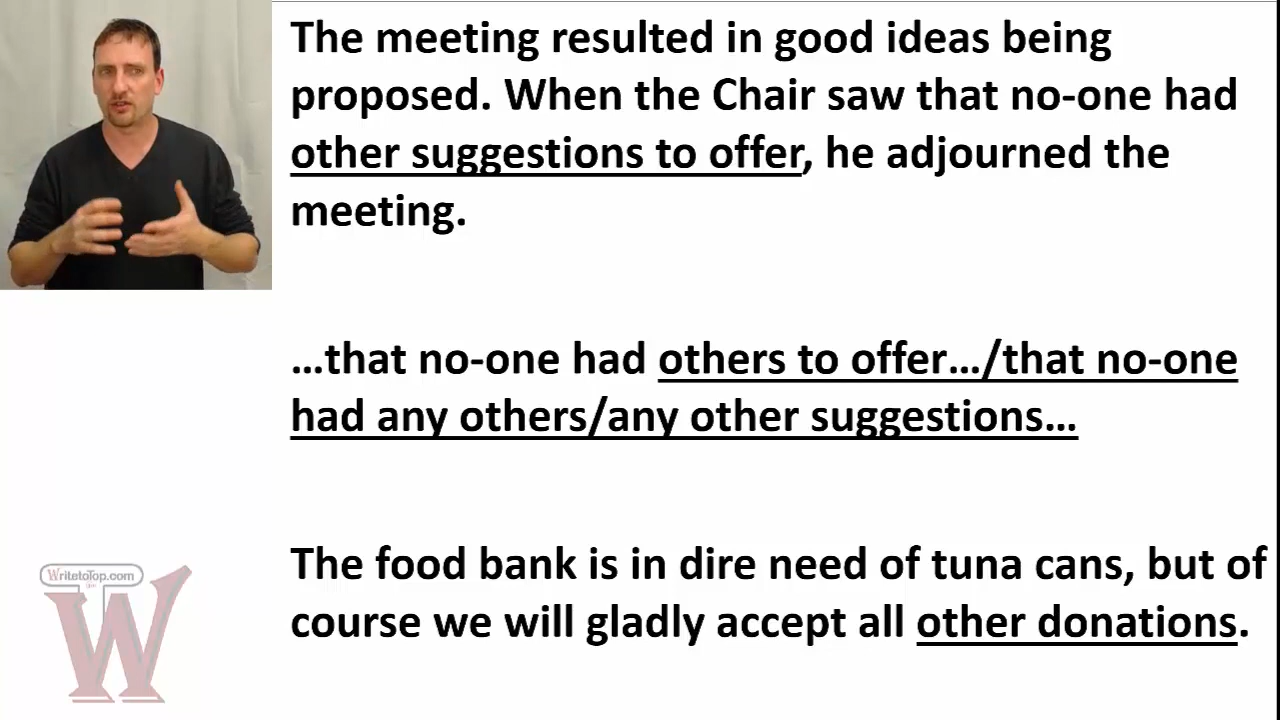 The meeting resulted in good ideas being
proposed. When the Chair saw that no-one had
other suggestions to offer, he adjourned the
meeting.
…that no-one had others to offer…/that no-one
had any others/any other suggestions…
The food bank is in dire need of tuna cans, but of
course we will gladly accept all other donations.
WritetoTop.com
W